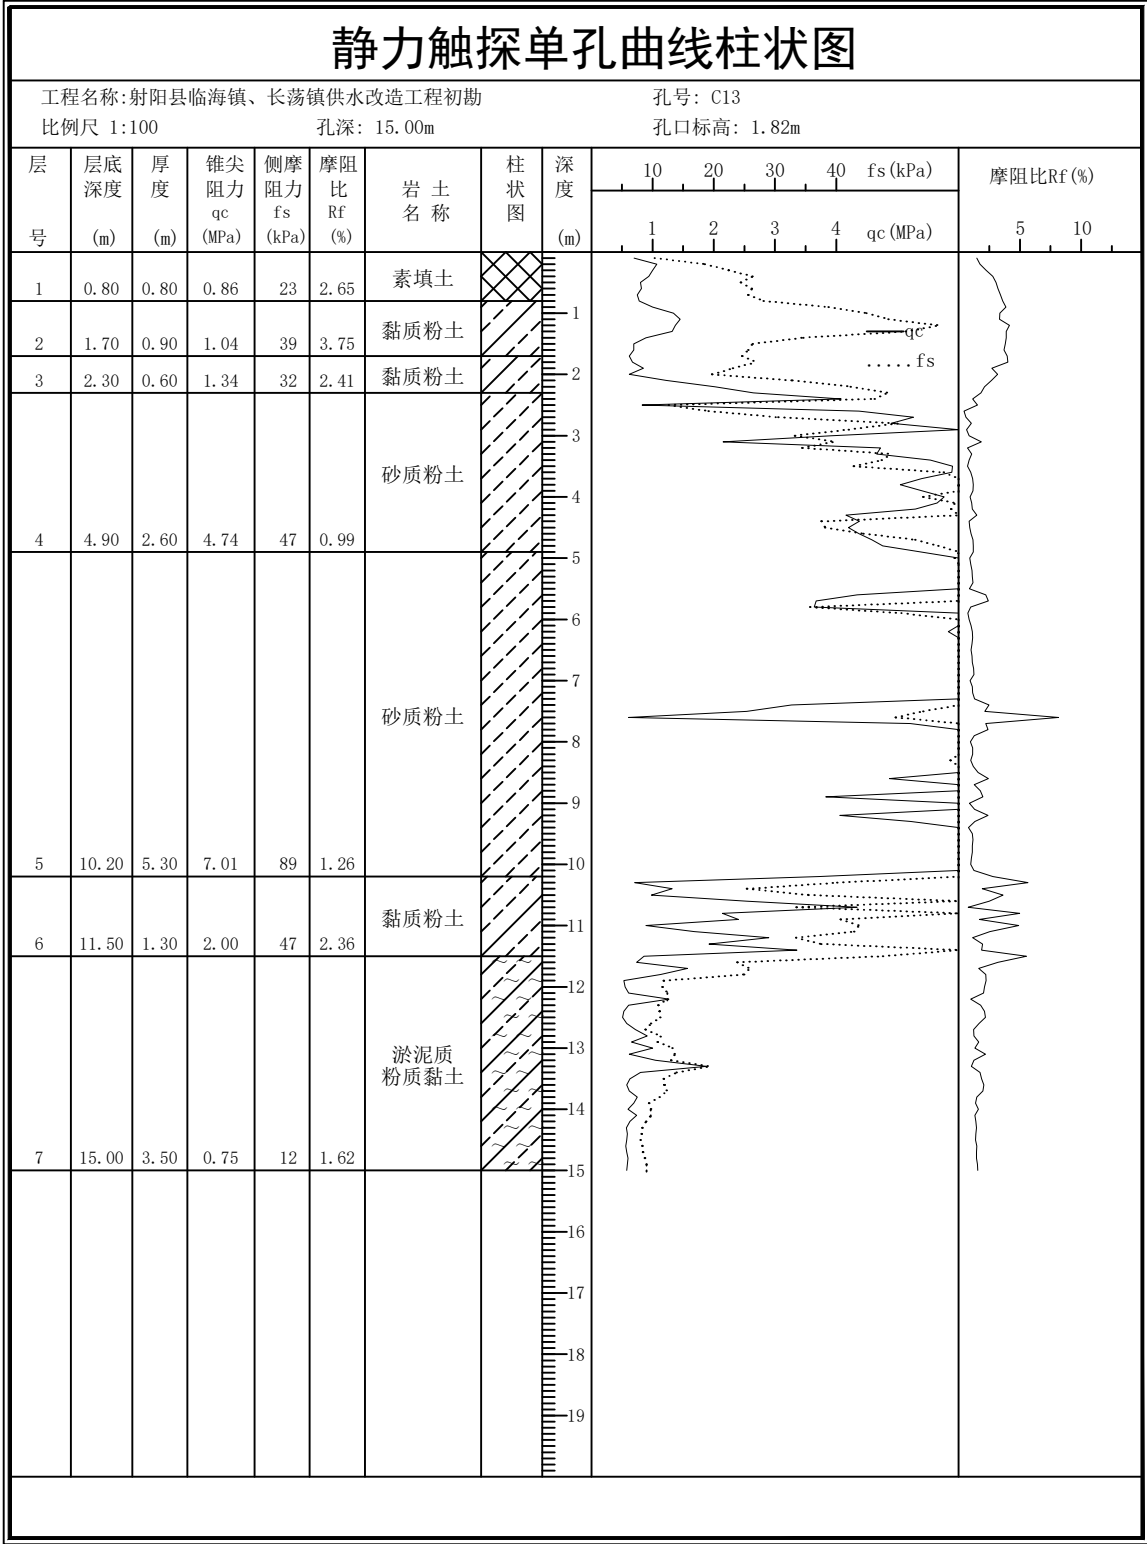 静力触探单孔曲线柱状图
工程名称:射阳县临海镇、长荡镇供水改造工程初勘 孔号: C13
比例尺 1:100 孔深: 15.00m 孔口标高: 1.82m
层号 层底深度(m) 厚度(m) 锥尖阻力qc(MPa) 侧摩阻力fs(kPa) 摩阻比Rf(%) 岩土名称 柱状图 深度(m)
10 20 30 40 fs(kPa)
摩阻比Rf(%)
1 2 3 4 qc(MPa) 5 10
1 0.80 0.80 0.86 23 2.65 素填土
2 1.70 0.90 1.04 39 3.75 黏质粉土
3 2.30 0.60 1.34 32 2.41 黏质粉土
4 4.90 2.60 4.74 47 0.99 砂质粉土
5 10.20 5.30 7.01 89 1.26 砂质粉土
6 11.50 1.30 2.00 47 2.36 黏质粉土
7 15.00 3.50 0.75 12 1.62 淤泥质粉质黏土
1
2
3
4
5
6
7
8
9
10
11
12
13
14
15
16
17
18
19
qc
.....fs